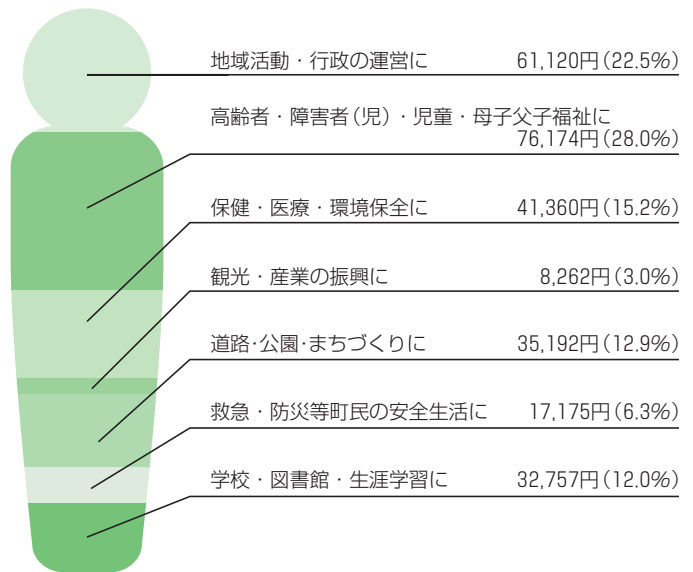 地域活動・行政の運営に 61,120円(22.5%)
高齢者・障害者(児)・児童・母子父子福祉に
76,174円(28.0%)
保健・医療・環境保全に 41,360円(15.2%)
観光・産業の振興に 8,262円(3.0%)
道路･公園･まちづくりに 35,192円(12.9%)
救急・防災等町民の安全生活に 17,175円(6.3%)
学校・図書館・生涯学習に 32,757円(12.0%)